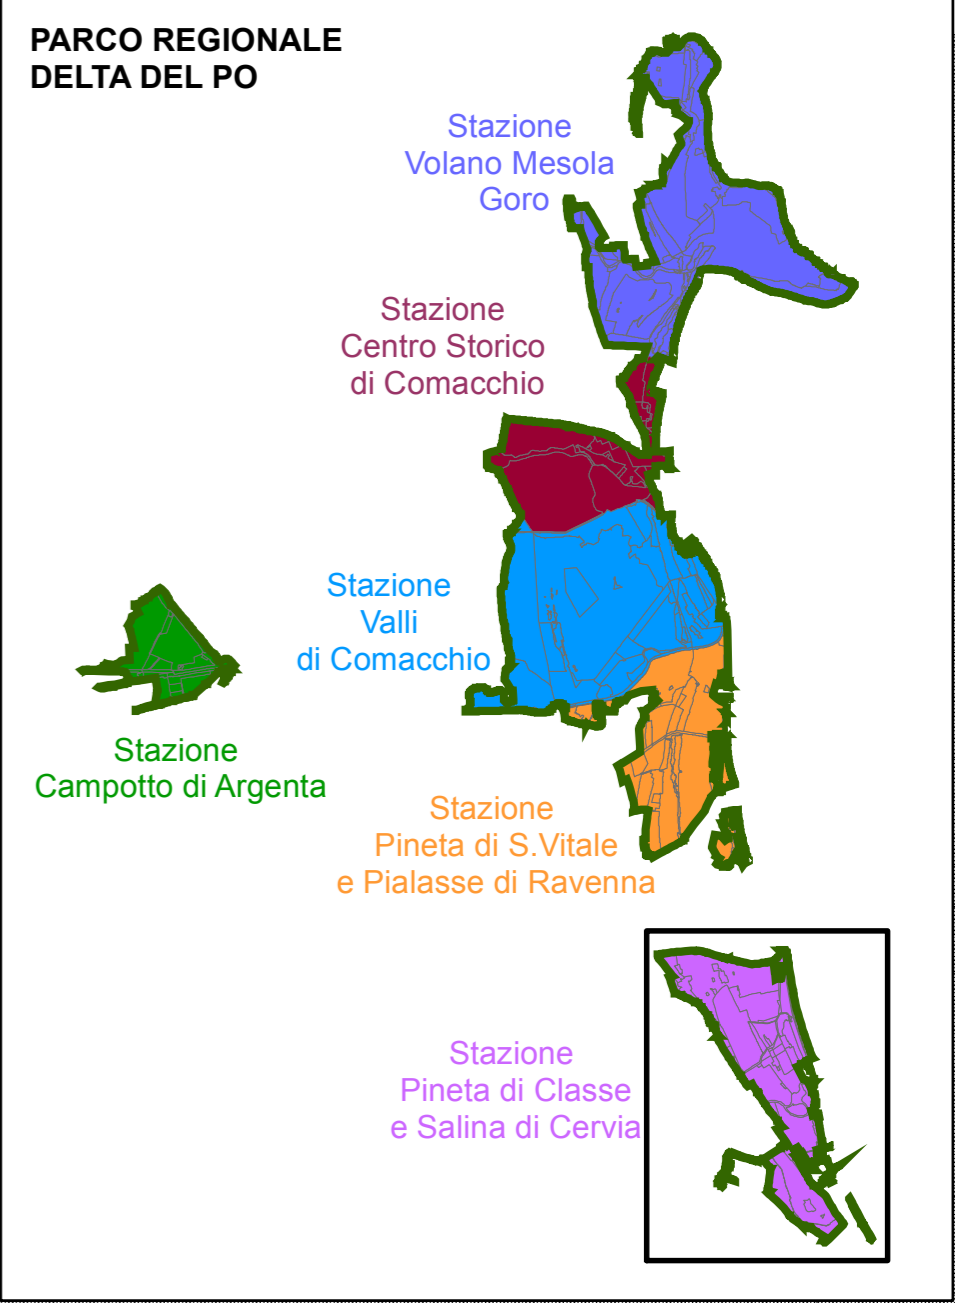 PARCO REGIONALE
DELTA DEL PO
Stazione
Volano Mesola
Goro
Stazione
Centro Storico
di Comacchio
Stazione
Valli
di Comacchio
Stazione
Campotto di Argenta
Stazione
Pineta di S.Vitale
e Pialasse di Ravenna
Stazione
Pineta di Classe
e Salina di Cervia